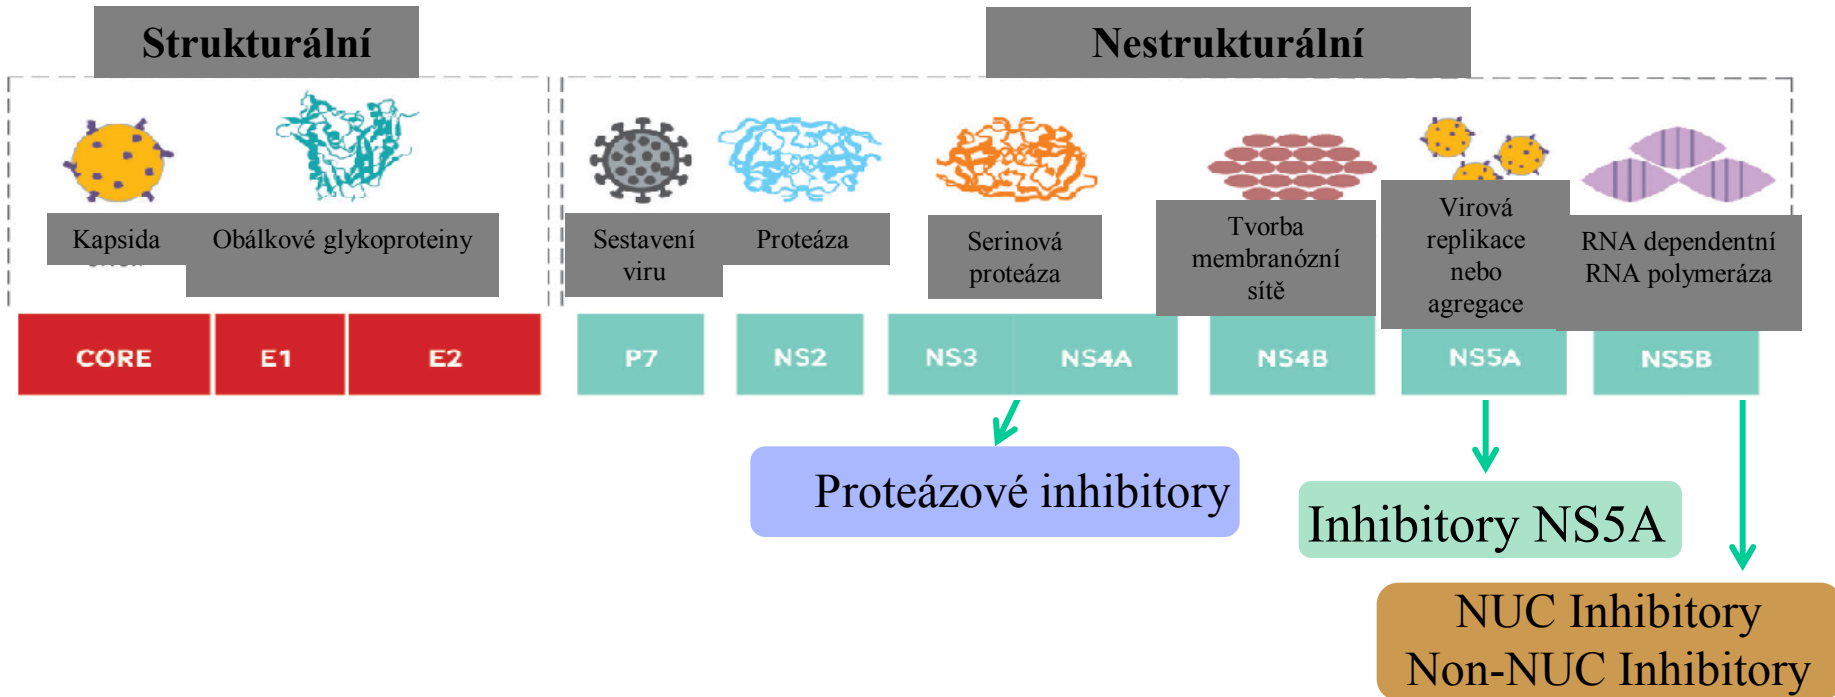 Strukturální
Nestrukturální
Kapsida
Obálkové glykoproteiny
Sestavení
viru
Proteáza
Serinová
proteáza
Tvorba
membranózní
sítě
Virová
replikace
nebo
agregace
RNA dependentní
RNA polymeráza
CORE
E1
E2
P7
NS2
NS3
NS4A
NS4B
NS5A
NS5B
Proteázové inhibitory
Inhibitory NS5A
NUC Inhibitory
Non-NUC Inhibitory